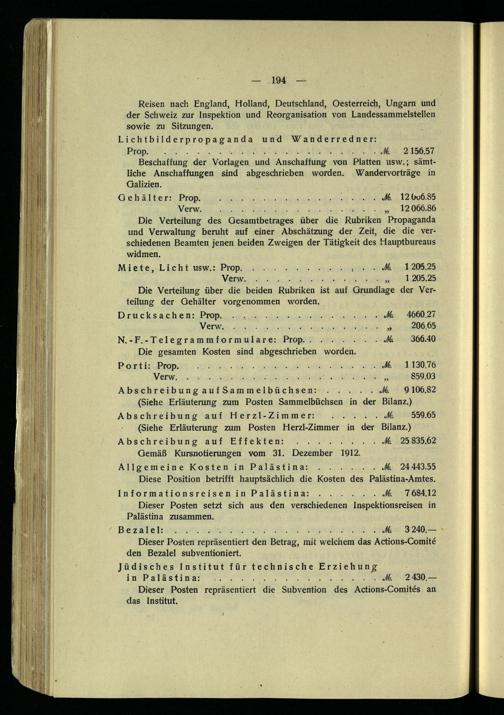 — 194 —
Reisen nach England, Holland, Deutschland, Oesterreich, Ungarn und
der Schweiz zur Inspektion und Reorganisation von Landessammelstellen
sowie zu Sitzungen.
Lichtbilderpropaganda und Wanderredner:
Prop. . . . . . . . . . . . . . . . . . . . M. 2 156.57
Beschaffung der Vorlagen und Anschaffung von Platten usw.; sämt-
liche Anschaffungen sind abgeschrieben worden. Wandervorträge in
Galizien.
Gehälter: Prop. . . . . . . . . . . . . . . . M. 12 066.85
Verw. . . . . . . . . . . . . . . . „ 12 066.86
Die Verteilung des Gesamtbetrages über die Rubriken Propaganda
und Verwaltung beruht auf einer Abschätzung der Zeit, die die ver-
schiedenen Beamten jenen beiden Zweigen der Tätigkeit des Hauptbureaus
widmen.
Miete, Licht usw.: Prop. . . . . . . . . . . . . M. 1 205.25
Verw. . . . . . . . . . . . . „ 1 205.25
Die Verteilung über die beiden Rubriken ist auf Grundlage der Ver-
teilung der Gehälter vorgenommen worden.
Drucksachen: Prop. . . . . . . . . . . . . . . M. 4660.27
Verw. . . . . . . . . . . . . . . „ 206.65
N.-F.-Telegrammformulare: Prop. . . . . . . . M. 366.40
Die gesamten Kosten sind abgeschrieben worden.
Porti: Prop. . . . . . . . . . . . . . . . . . M. 1 130,76
Verw. . . . . . . . . . . . . . . . . . „ 859.03
Abschreibung auf Sammelbüchsen: . . . . . . M. 9 106,82
(Siehe Erläuterung zum Posten Sammelbüchsen in der Bilanz.)
Abschreibung auf Herzl-Zimmer: . . . . . M. 559.65
(Siehe Erläuterung zum Posten Herzl-Zimmer in der Bilanz.)
Abschreibung auf Effekten: . . . . . . . . M. 25 835,62
Gemäß Kursnotierungen vom 31. Dezember 1912.
Allgemeine Kosten in Palästina: . . . . . . . M. 24 443.55
Diese Position betrifft hauptsächlich die Kosten des Palästina-Amtes.
Informationsreisen in Palästina: . . . . . . . M. 7 684,12
Dieser Posten setzt sich aus den verschiedenen Inspektionsreisen in
Palästina zusammen.
Bezalel: . . . . . . . . . . . . . . . . . . . M. 3 240,—
Dieser Posten repräsentiert den Betrag, mit welchem das Actions-Comité
den Bezalel subventioniert.
Jüdisches Institut für technische Erziehung
in Palästina: . . . . . . . . . . . . . . . M. 2 430,—
Dieser Posten repräsentiert die Subvention des Actions-Comités an
das Institut.